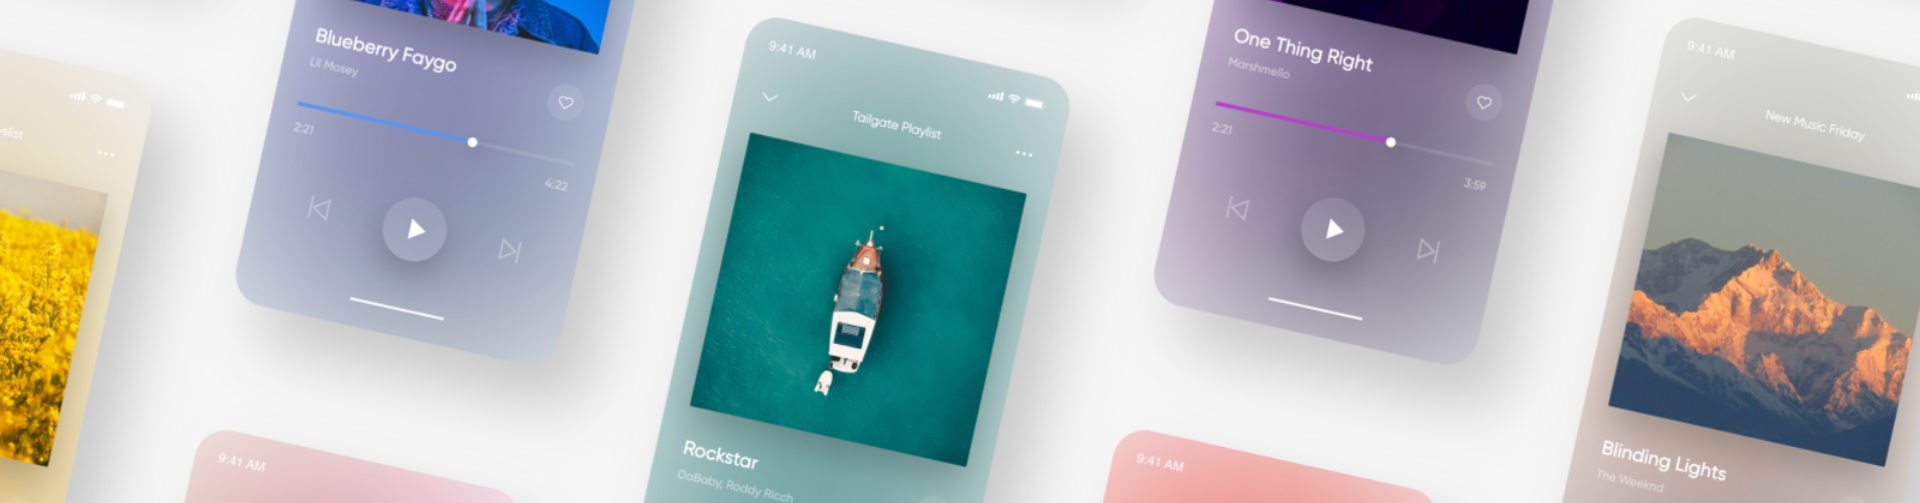 slist
Blueberry Faygo
Lil Mosey
2:21
4:22
9:41 AM
9:41 AM
Tailgate Playlist
Rockstar
DaBaby, Roddy Ricch
One Thing Right
Marshmello
2:21
3:59
9:41 AM
9:41 AM
New Music Friday
Blinding Lights
The Weeknd